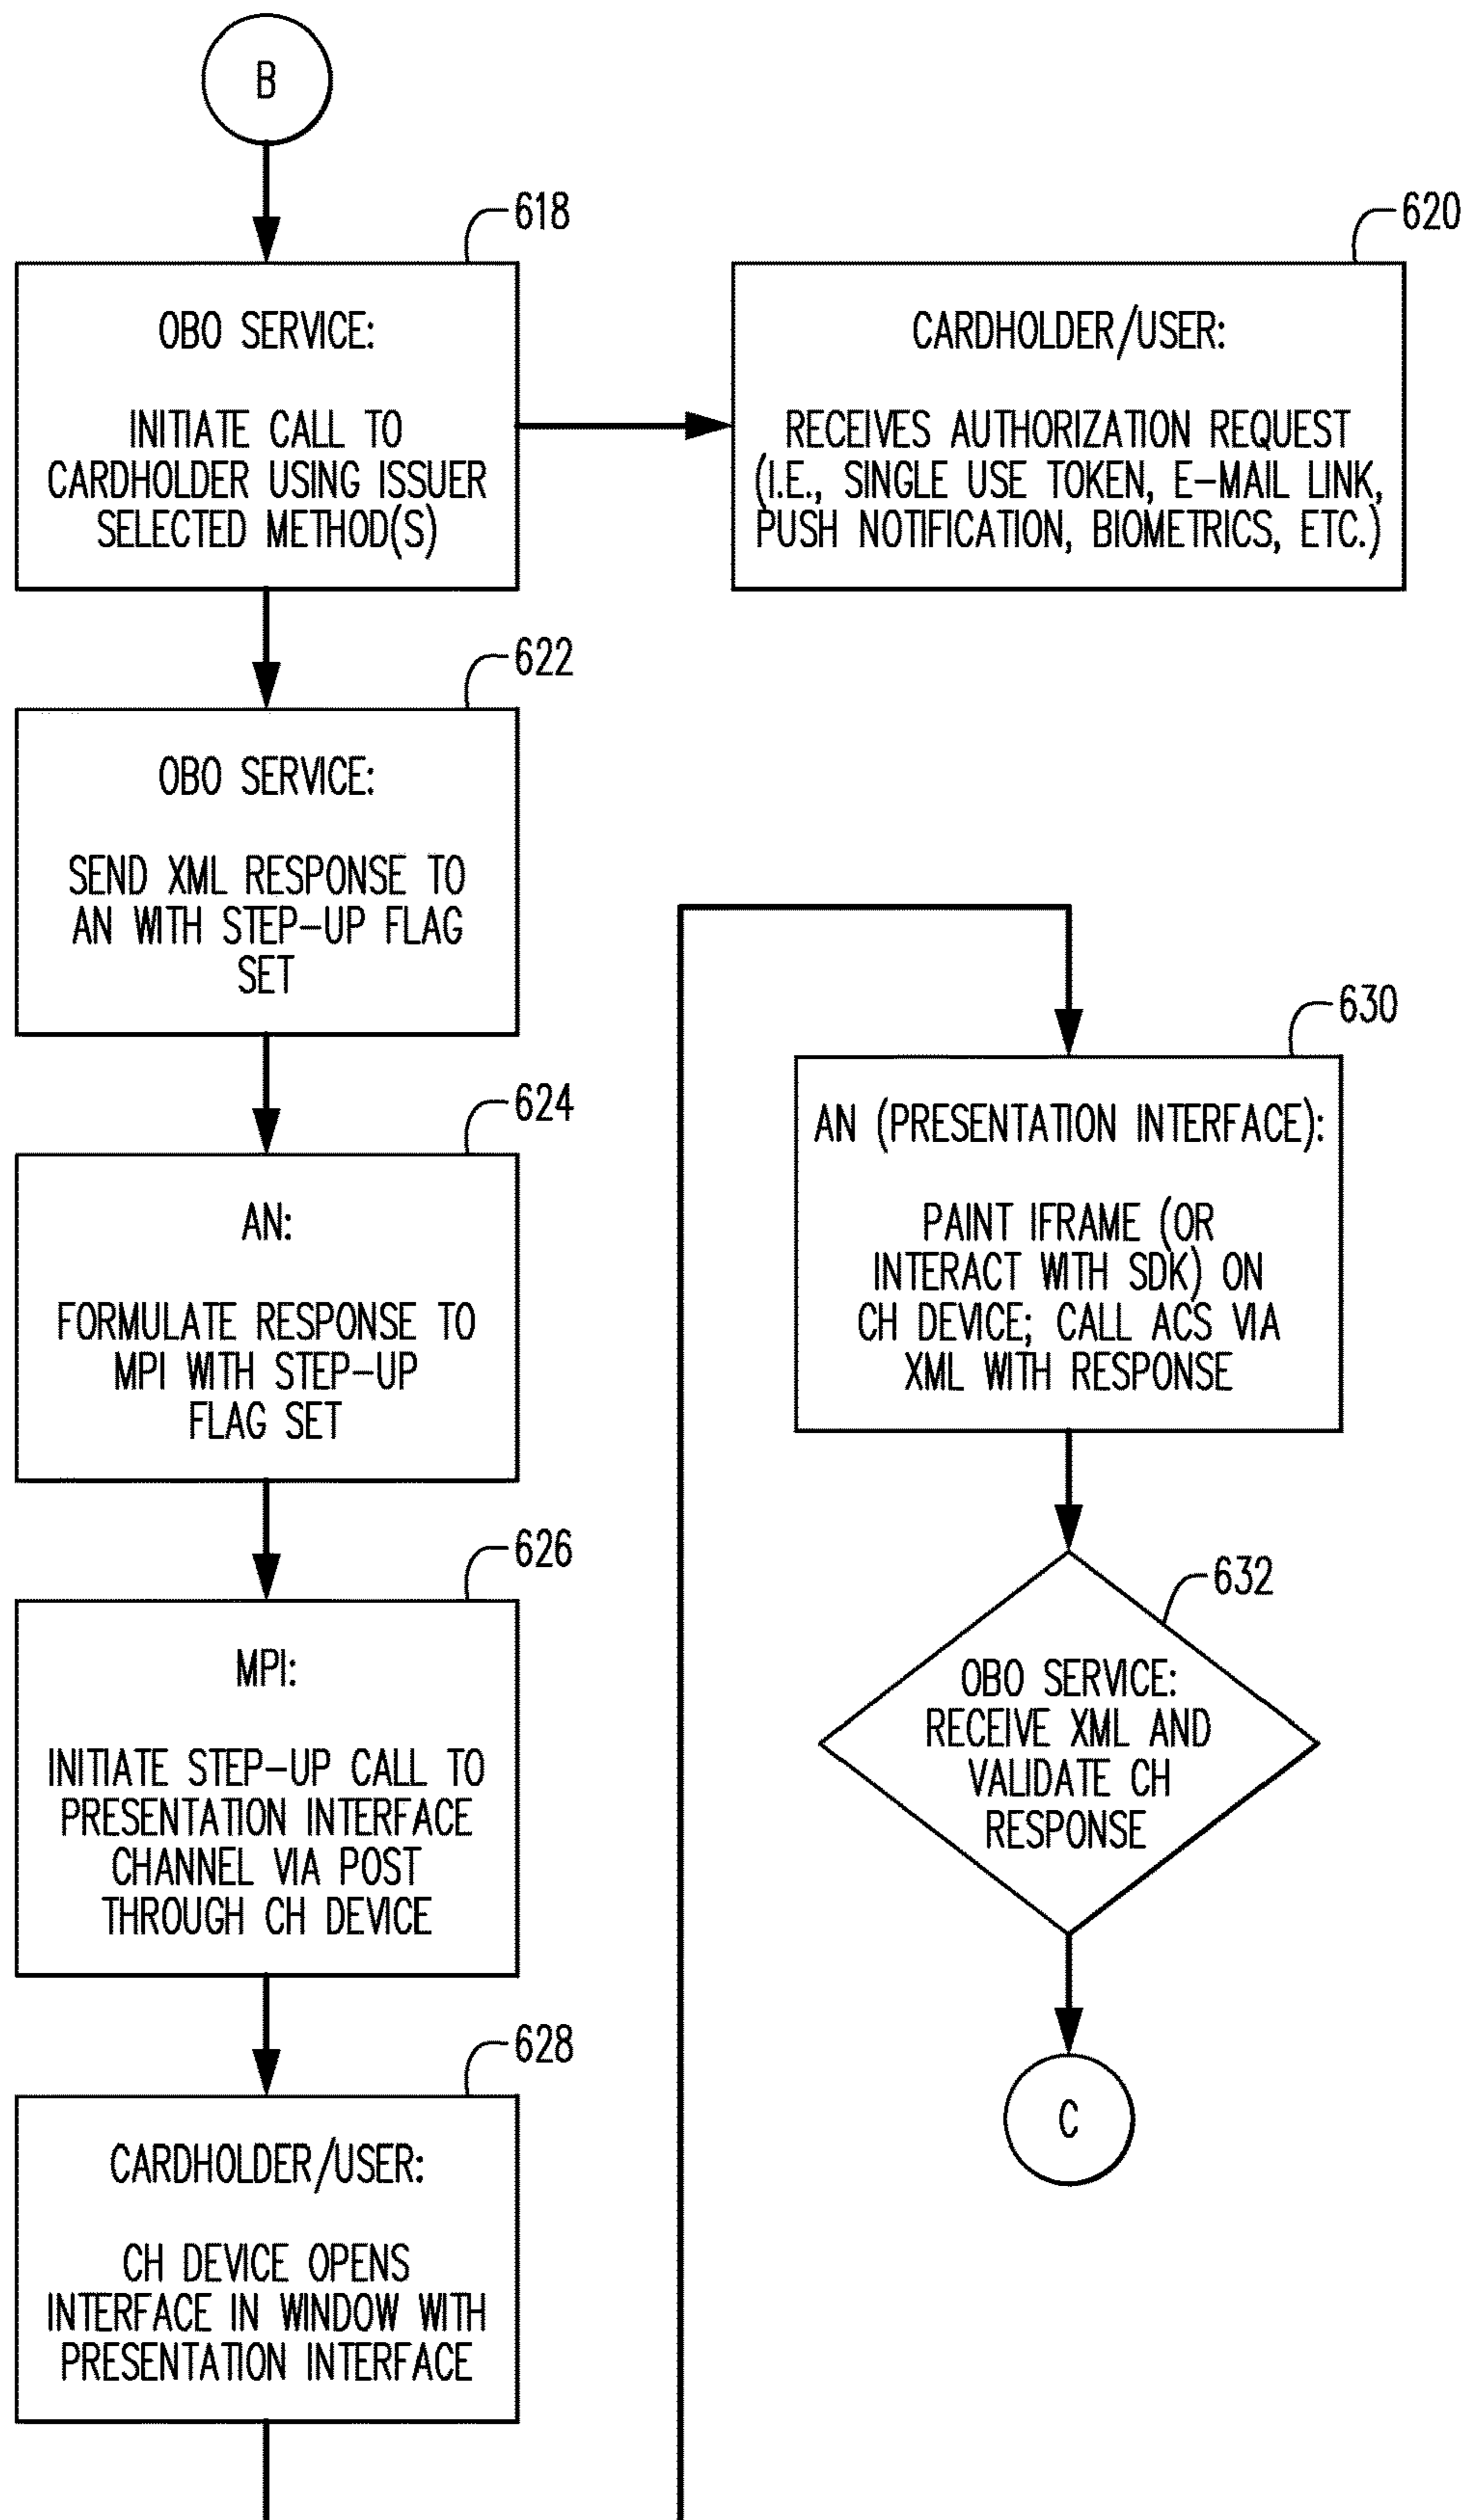 B
618
OBO SERVICE:
INITIATE CALL TO
CARDHOLDER USING ISSUER
SELECTED METHOD(S)
620
CARDHOLDER/USER:
RECEIVES AUTHORIZATION REQUEST
(I.E., SINGLE USE TOKEN, E-MAIL LINK,
PUSH NOTIFICATION, BIOMETRICS, ETC.)
622
OBO SERVICE:
SEND XML RESPONSE TO
AN WITH STEP-UP FLAG
SET
624
AN:
FORMULATE RESPONSE TO
MPI WITH STEP-UP
FLAG SET
626
MPI:
INITIATE STEP-UP CALL TO
PRESENTATION INTERFACE
CHANNEL VIA POST
THROUGH CH DEVICE
628
CARDHOLDER/USER:
CH DEVICE OPENS
INTERFACE IN WINDOW WITH
PRESENTATION INTERFACE
630
AN (PRESENTATION INTERFACE):
PAINT IFRAME (OR
INTERACT WITH SDK) ON
CH DEVICE; CALL ACS VIA
XML WITH RESPONSE
632
OBO SERVICE:
RECEIVE XML AND
VALIDATE CH
RESPONSE
C